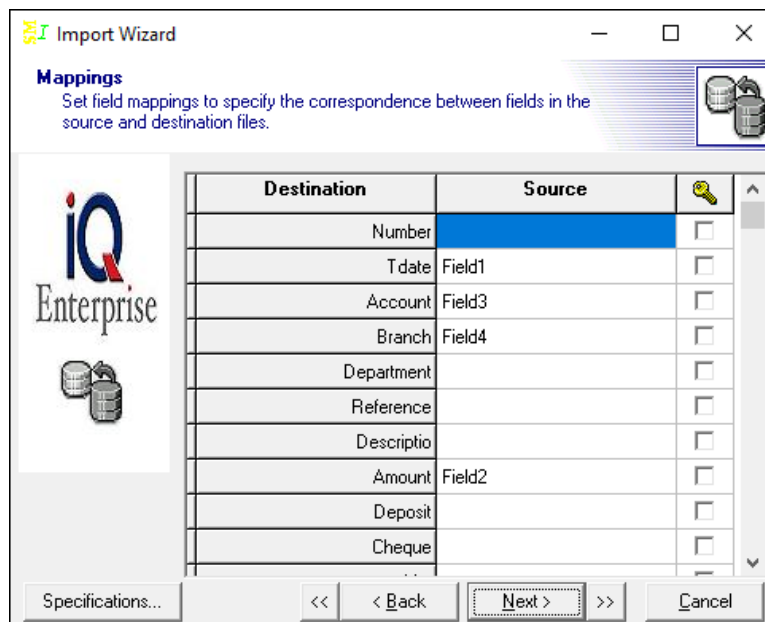 Import Wizard
Mappings
Set field mappings to specify the correspondence between fields in the
source and destination files.
iQ
Enterprise
Destination Source
Number
Tdate Field1
Account Field3
Branch Field4
Department
Reference
Descriptio
Amount Field2
Deposit
Cheque
Specifications... << < Back Next > >> Cancel